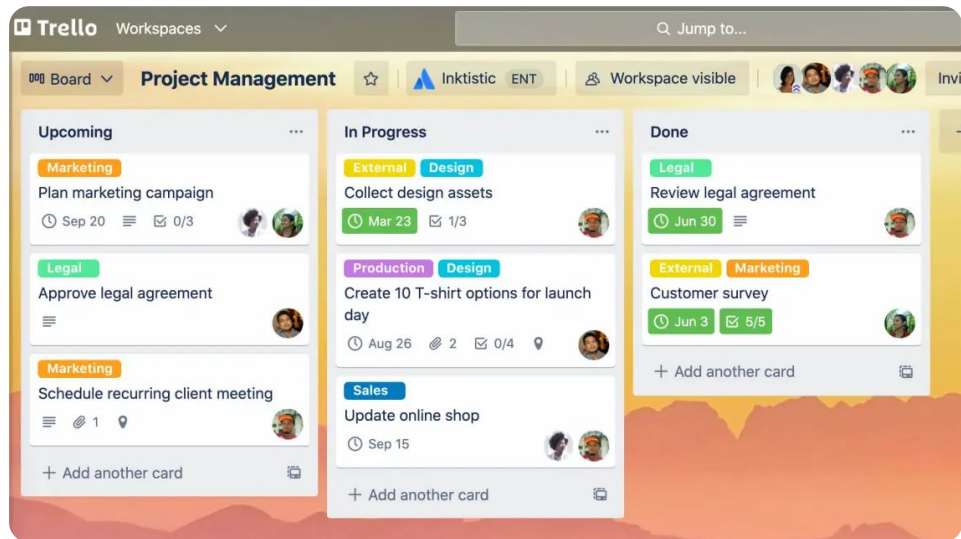 Trello Workspaces Jump to...
Board Project Management Inktistic ENT Workspace visible Invi
Upcoming
Marketing
Plan marketing campaign
Sep 20 0/3
Legal
Approve legal agreement
Marketing
Schedule recurring client meeting
1
+ Add another card
In Progress
External Design
Collect design assets
Mar 23 1/3
Production Design
Create 10 T-shirt options for launch
day
Aug 26 2 0/4
Sales
Update online shop
Sep 15
+ Add another card
Done
Legal
Review legal agreement
Jun 30
External Marketing
Customer survey
Jun 3 5/5
+ Add another card